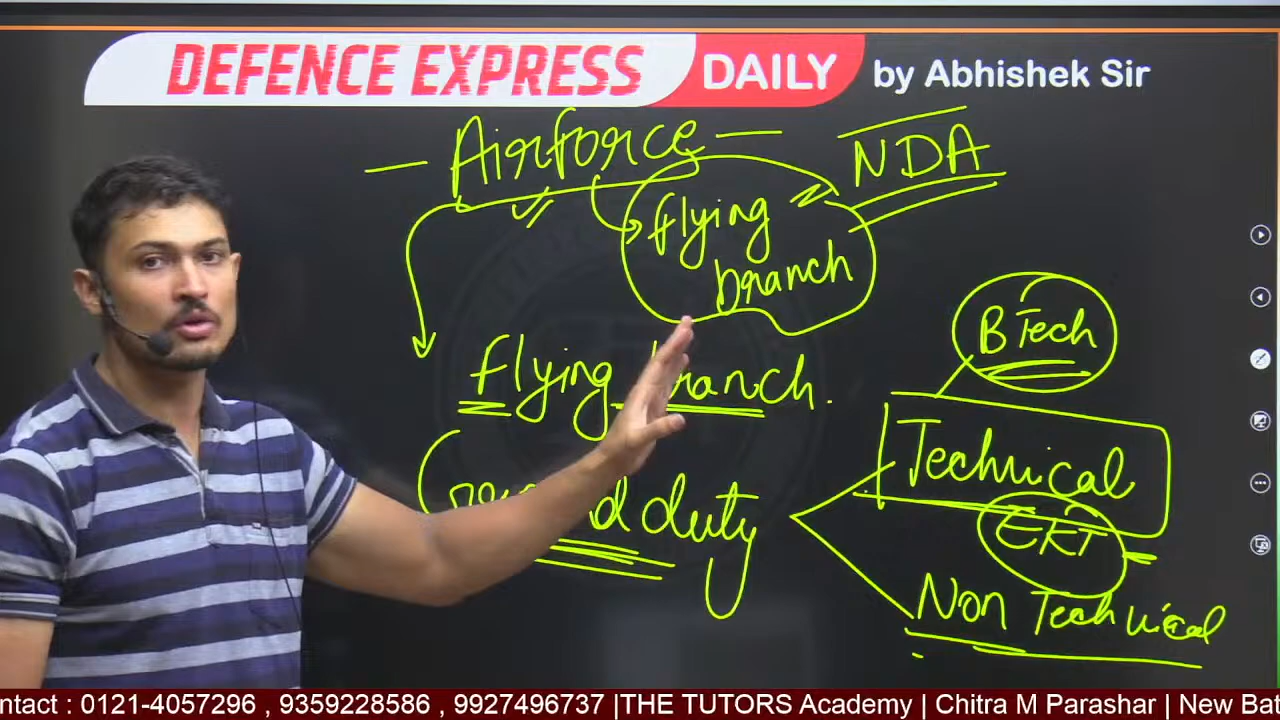 DEFENCE EXPRESS DAILY by Abhishek Sir
Airforce
NDA
flying
branch
BTech
flying branch.
Technical
duty
EKT
Non Technical
ntact : 0121-4057296 , 9359228586 , 9927496737 |THE TUTORS Academy | Chitra M Parashar | New Bat